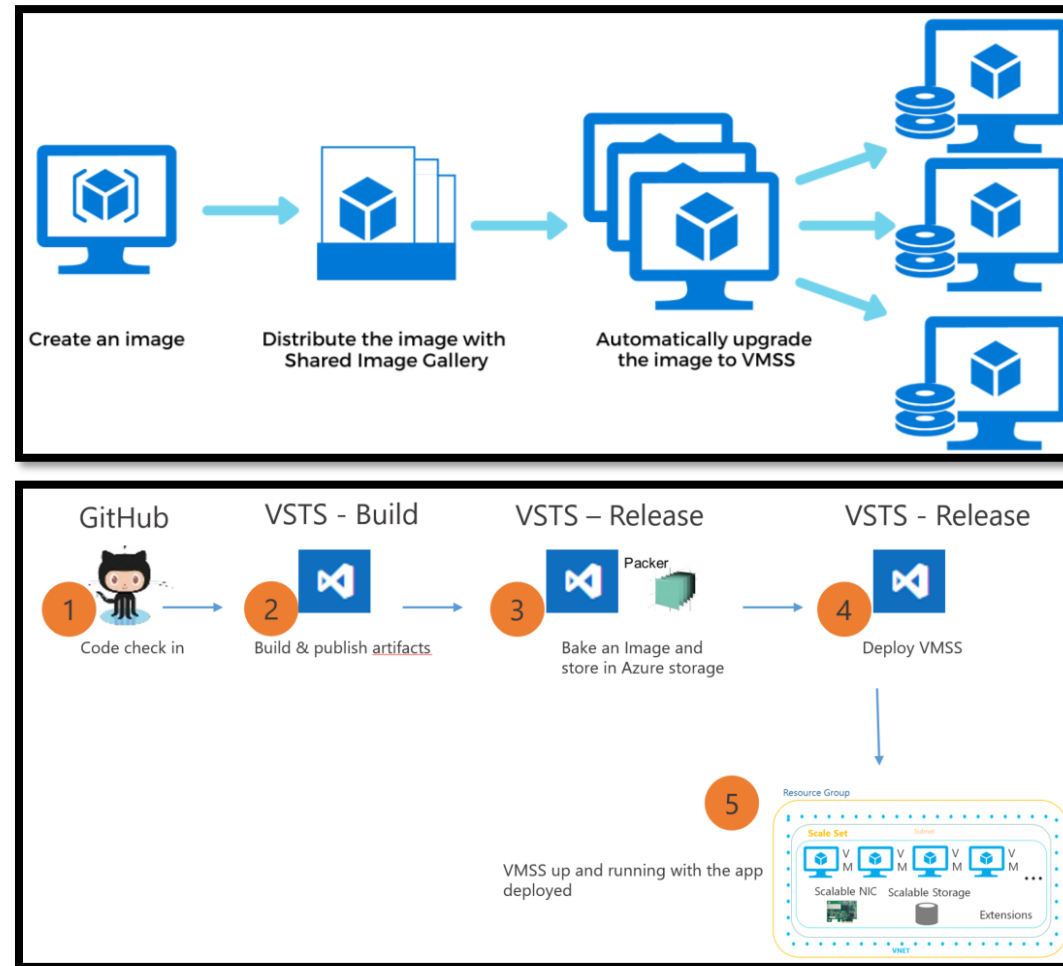 Create an image
Distribute the image with
Shared Image Gallery
Automatically upgrade
the image to VMSS
GitHub
VSTS - Build
VSTS – Release
VSTS - Release
Packer
1
2
3
4
Code check in
Build & publish artifacts
Bake an Image and
store in Azure storage
Deploy VMSS
5
Resource Group
Scale Set
Subnet
V
M
V
M
V
M
V
M
...
VMSS up and running with the app
deployed
Scalable NIC
Scalable Storage
Extensions
VNET